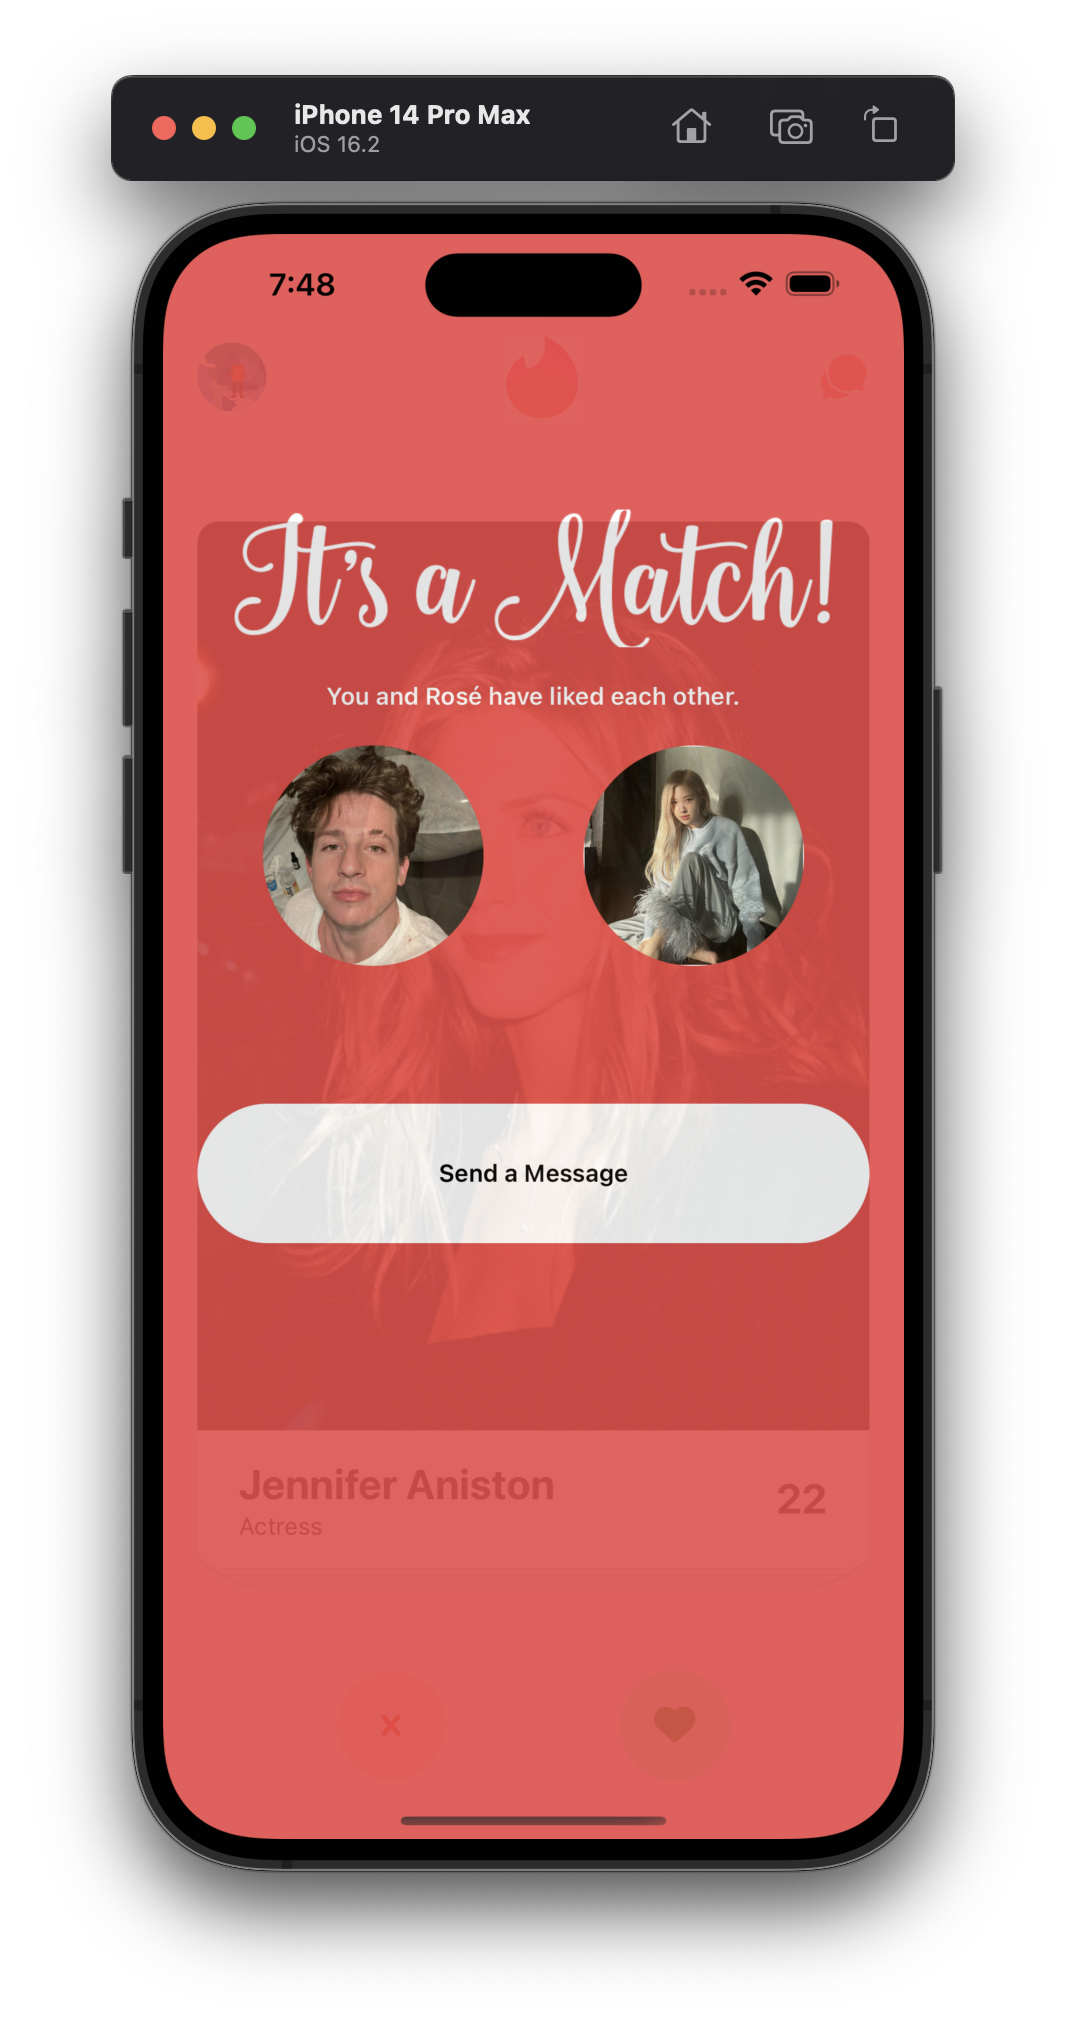 iPhone 14 Pro Max
iOS 16.2
7:48
It's a Match!
You and Rosé have liked each other.
Send a Message
Jennifer Aniston
22
Actress